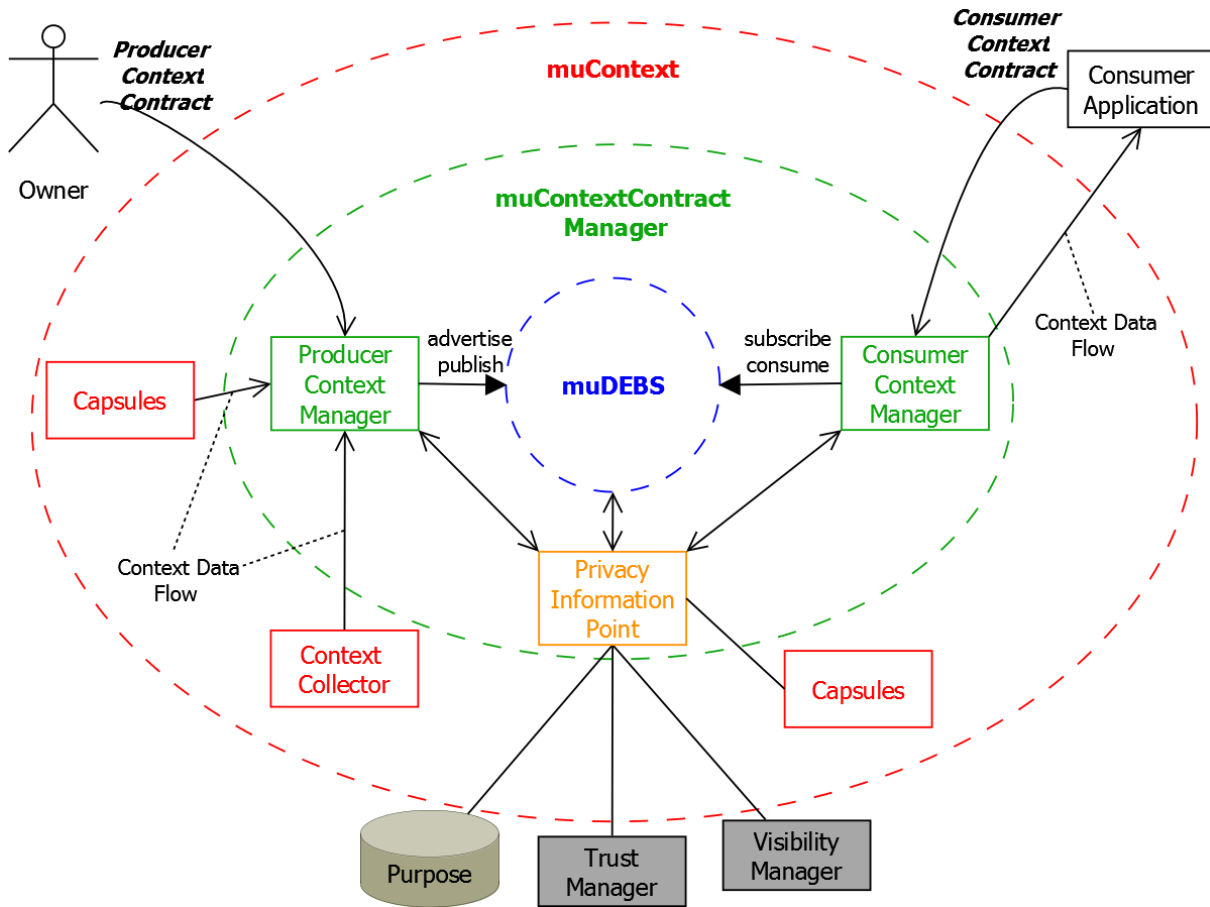 Producer
Context
Contract
Owner
muContext
Consumer
Context
Contract
Consumer
Application
muContextContract
Manager
Producer
Context
Manager
advertise
publish
muDEBS
subscribe
consume
Consumer
Context
Manager
Context Data
Flow
Capsules
Context Data
Flow
Privacy
Information
Point
Context
Collector
Capsules
Purpose
Trust
Manager
Visibility
Manager